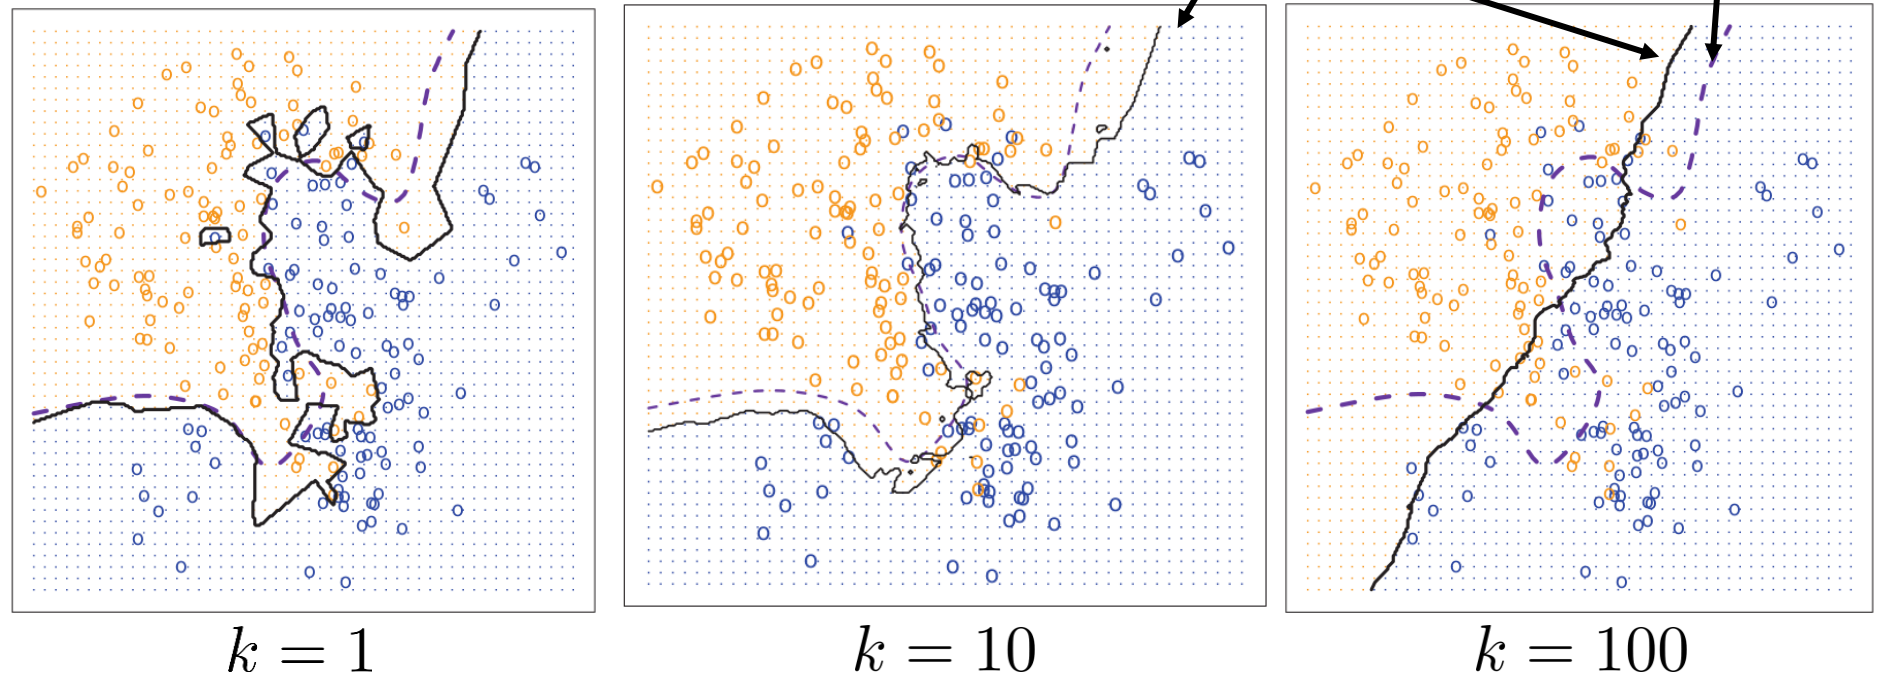 k = 1
k = 10
k = 100